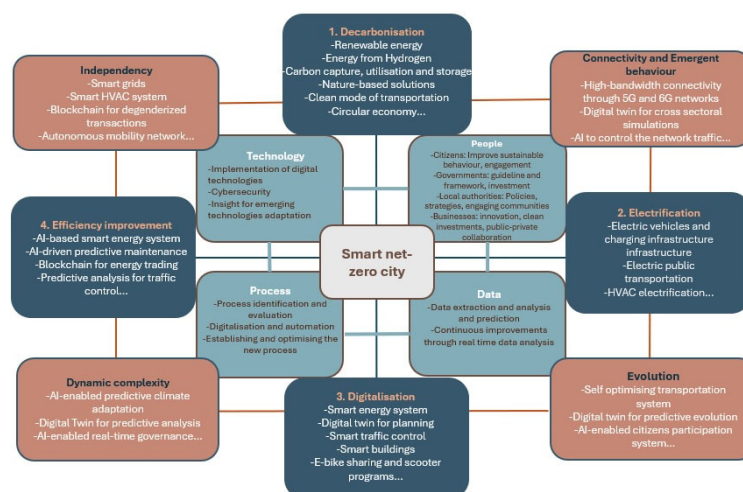 1. Decarbonisation
-Renewable energy
-Energy from Hydrogen
-Carbon capture, utilisation and storage
-Nature-based solutions
-Clean mode of transportation
-Circular economy...
Independency
-Smart grids
-Smart HVAC system
-Blockchain for degenderized
transactions
-Autonomous mobility network...
Connectivity and Emergent
behaviour
-High-bandwidth connectivity
through 5G and 6G networks
-Digital twin for cross sectoral
simulations
-AI to control the network traffic...
Technology
-Implementation of digital
technologies
-Cybersecurity
-Insight for emerging
technologies adaptation
People
-Citizens: Improve sustainable
behaviour, engagement
-Governments: guideline and
framework, investment
-Local authorities: Policies,
strategies, engaging communities
-Businesses: innovation, clean
investments, public-private
collaboration
4. Efficiency improvement
-AI-based smart energy system
-AI-driven predictive maintenance
-Blockchain for energy trading
-Predictive analysis for traffic
control...
Smart net-
zero city
2. Electrification
-Electric vehicles and
charging infrastructure
infrastructure
-Electric public
transportation
-HVAC electrification...
Process
-Process identification and
evaluation
-Digitalisation and automation
-Establishing and optimising the
new process
Data
-Data extraction and analysis
and prediction
-Continuous improvements
through real time data analysis
Dynamic complexity
-AI-enabled predictive climate
adaptation
-Digital Twin for predictive analysis
-AI-enabled real-time governance...
3. Digitalisation
-Smart energy system
-Digital twin for planning
-Smart traffic control
-Smart buildings
-E-bike sharing and scooter
programs...
Evolution
-Self optimising transportation
system
-Digital twin for predictive evolution
-AI-enabled citizens participation
system...